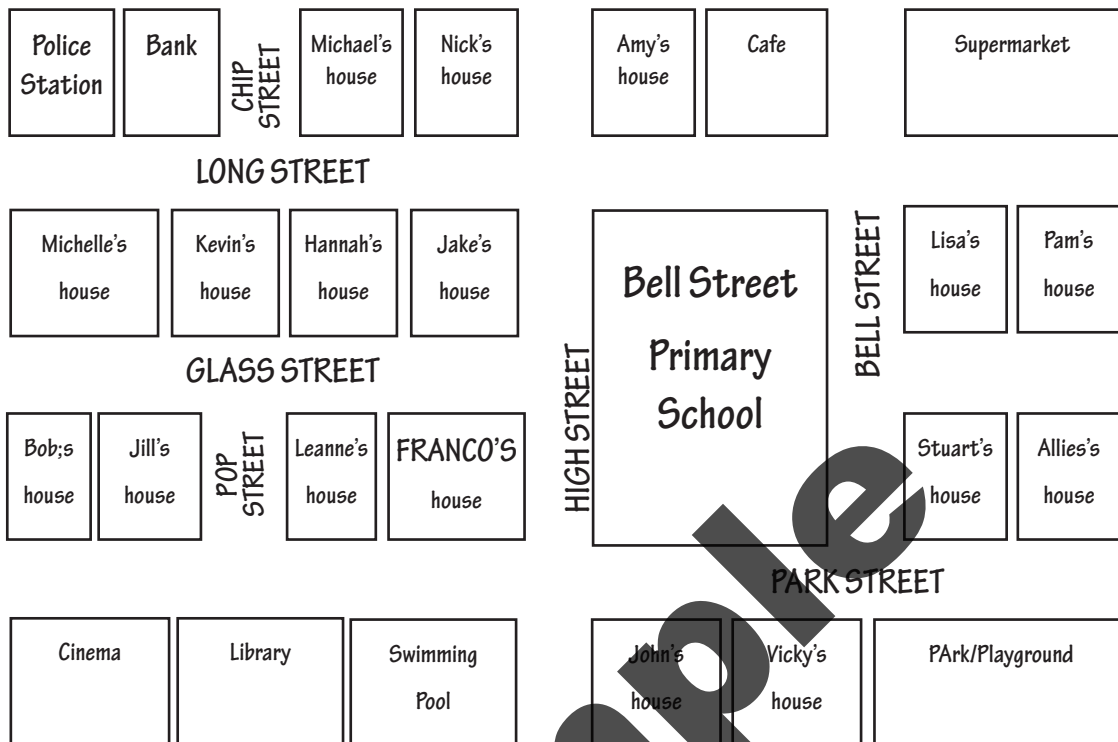 Police
Station
Bank
CHIP
STREET
Michael's
house
Nick's
house
Amy's
house
Cafe
Supermarket
LONG STREET
Michelle's
house
Kevin's
house
Hannah's
house
Jake's
house
Bell Street
Primary
School
BELL STREET
Lisa's
house
Pam's
house
GLASS STREET
HIGH STREET
Bob;s
house
Jill's
house
POP
STREET
Leanne's
house
FRANCO'S
house
Stuart's
house
Allies's
house
PARK STREET
Cinema
Library
Swimming
Pool
John's
house
Vicky's
house
PArk/Playground